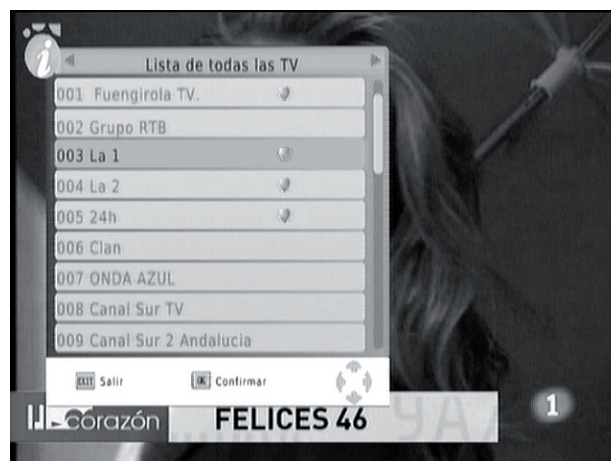 Lista de todas las TV
001 Fuengirola TV.
002 Grupo RTB
003 La 1
004 La 2
005 24h
006 Clan
007 ONDA AZUL
008 Canal Sur TV
009 Canal Sur 2 Andalucia
EXIT Salir OK Confirmar
corazón FELICES 46
1